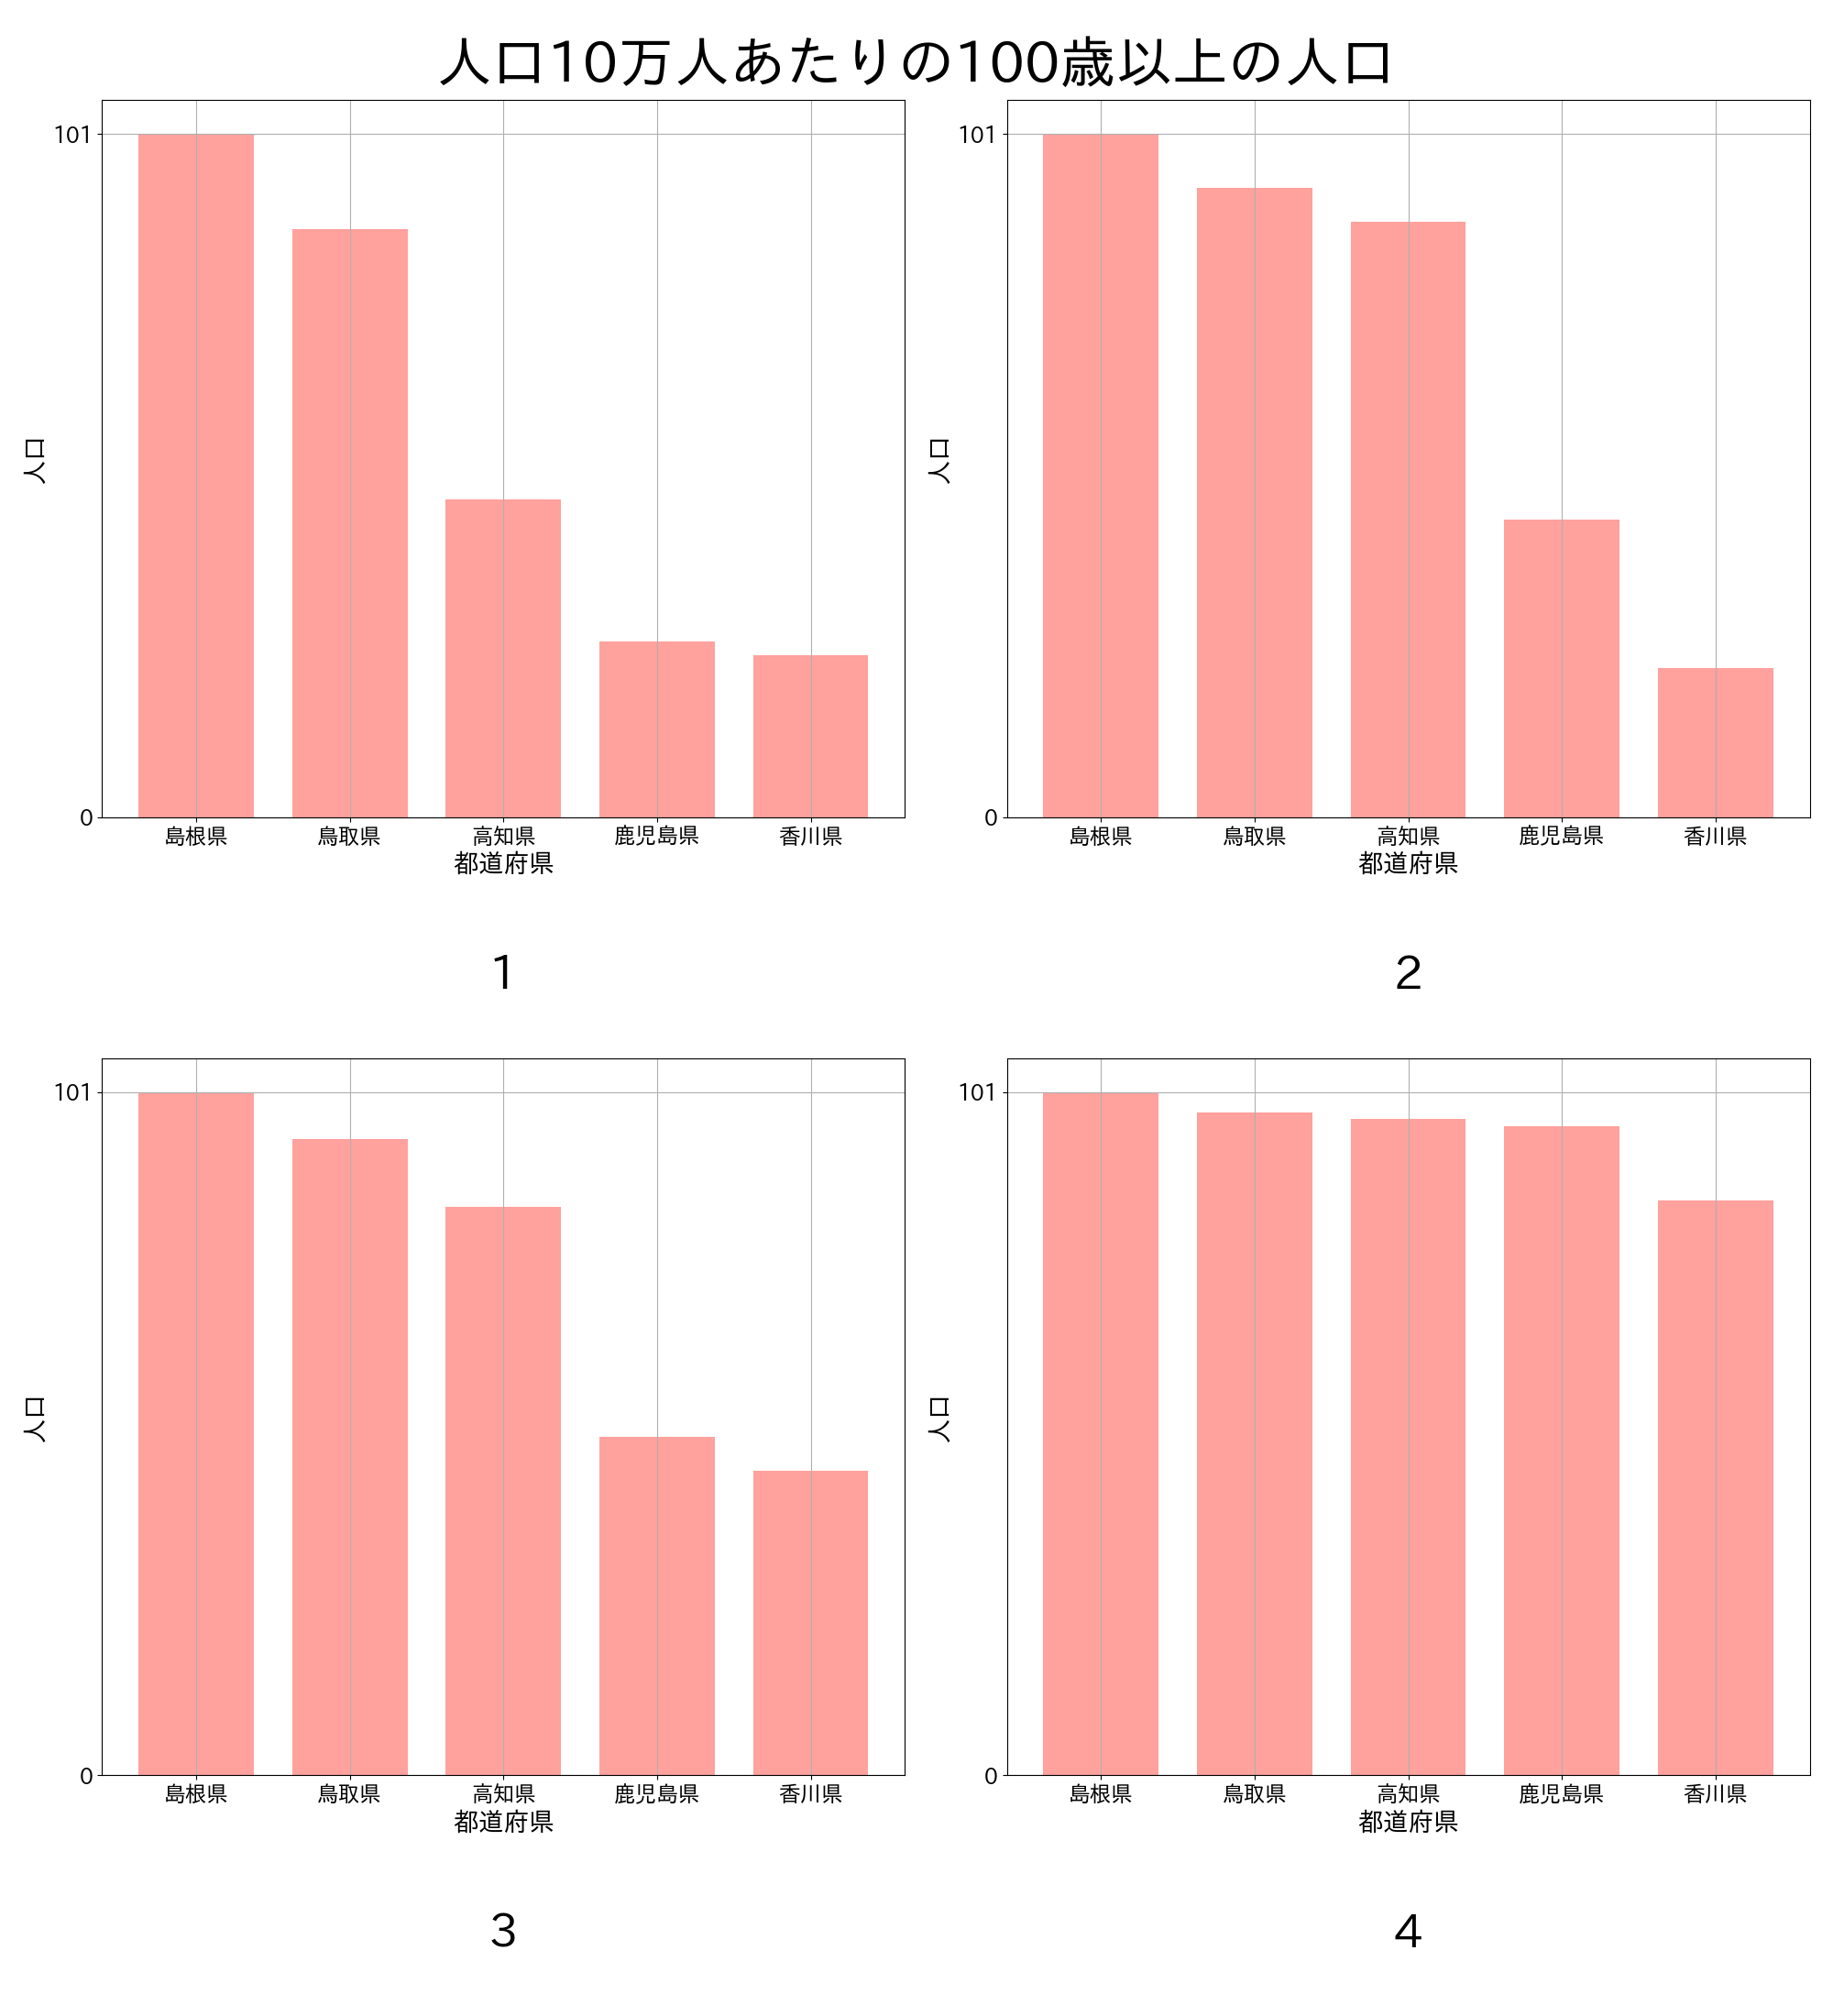 人口10万人あたりの100歳以上の人口
101
0
人口
島根県 鳥取県 高知県 鹿児島県 香川県
都道府県
1
101
0
人口
島根県 鳥取県 高知県 鹿児島県 香川県
都道府県
2
101
0
人口
島根県 鳥取県 高知県 鹿児島県 香川県
都道府県
3
101
0
人口
島根県 鳥取県 高知県 鹿児島県 香川県
都道府県
4